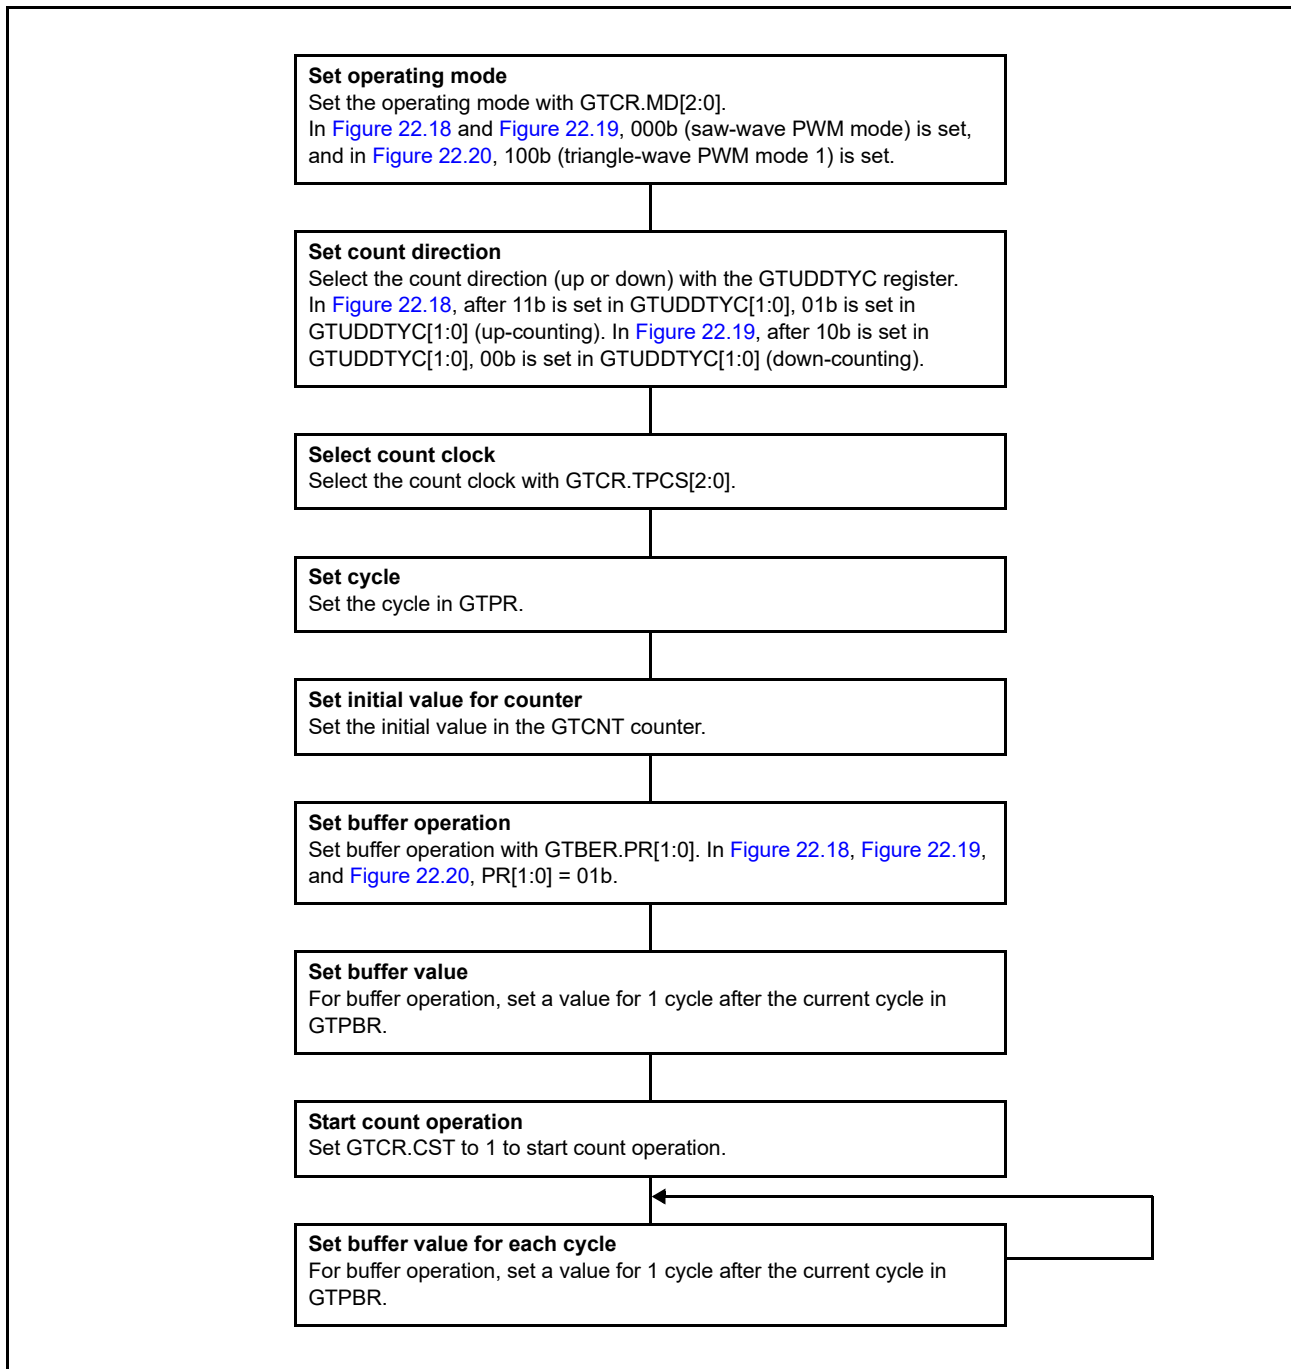 Set operating mode
Set the operating mode with GTCR.MD[2:0].
In Figure 22.18 and Figure 22.19, 000b (saw-wave PWM mode) is set,
and in Figure 22.20, 100b (triangle-wave PWM mode 1) is set.
Set count direction
Select the count direction (up or down) with the GTUDDTYC register.
In Figure 22.18, after 11b is set in GTUDDTYC[1:0], 01b is set in
GTUDDTYC[1:0] (up-counting). In Figure 22.19, after 10b is set in
GTUDDTYC[1:0], 00b is set in GTUDDTYC[1:0] (down-counting).
Select count clock
Select the count clock with GTCR.TPCS[2:0].
Set cycle
Set the cycle in GTPR.
Set initial value for counter
Set the initial value in the GTCNT counter.
Set buffer operation
Set buffer operation with GTBER.PR[1:0]. In Figure 22.18, Figure 22.19,
and Figure 22.20, PR[1:0] = 01b.
Set buffer value
For buffer operation, set a value for 1 cycle after the current cycle in
GTPBR.
Start count operation
Set GTCR.CST to 1 to start count operation.
Set buffer value for each cycle
For buffer operation, set a value for 1 cycle after the current cycle in
GTPBR.